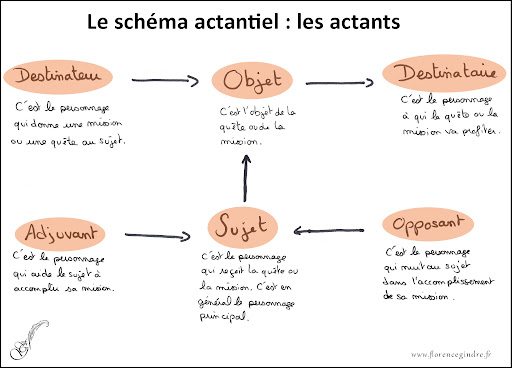 Le schéma actantiel : les actants
Destinateur
C'est le personnage
qui donne une mission
ou une quête au sujet.
Objet
C'est l'objet de la
quête ou de la
mission.
Destinataire
C'est le personnage
à qui la quête ou la
mission va profiter.
Adjuvant
C'est le personnage
qui aide le sujet à
accomplir sa mission.
Sujet
C'est le personnage
qui reçoit la quête ou
la mission. C'est en
général le personnage
principal.
Opposant
C'est le personnage
qui nuit au sujet
dans l'accomplissement
de sa mission.
www.florencegindre.fr